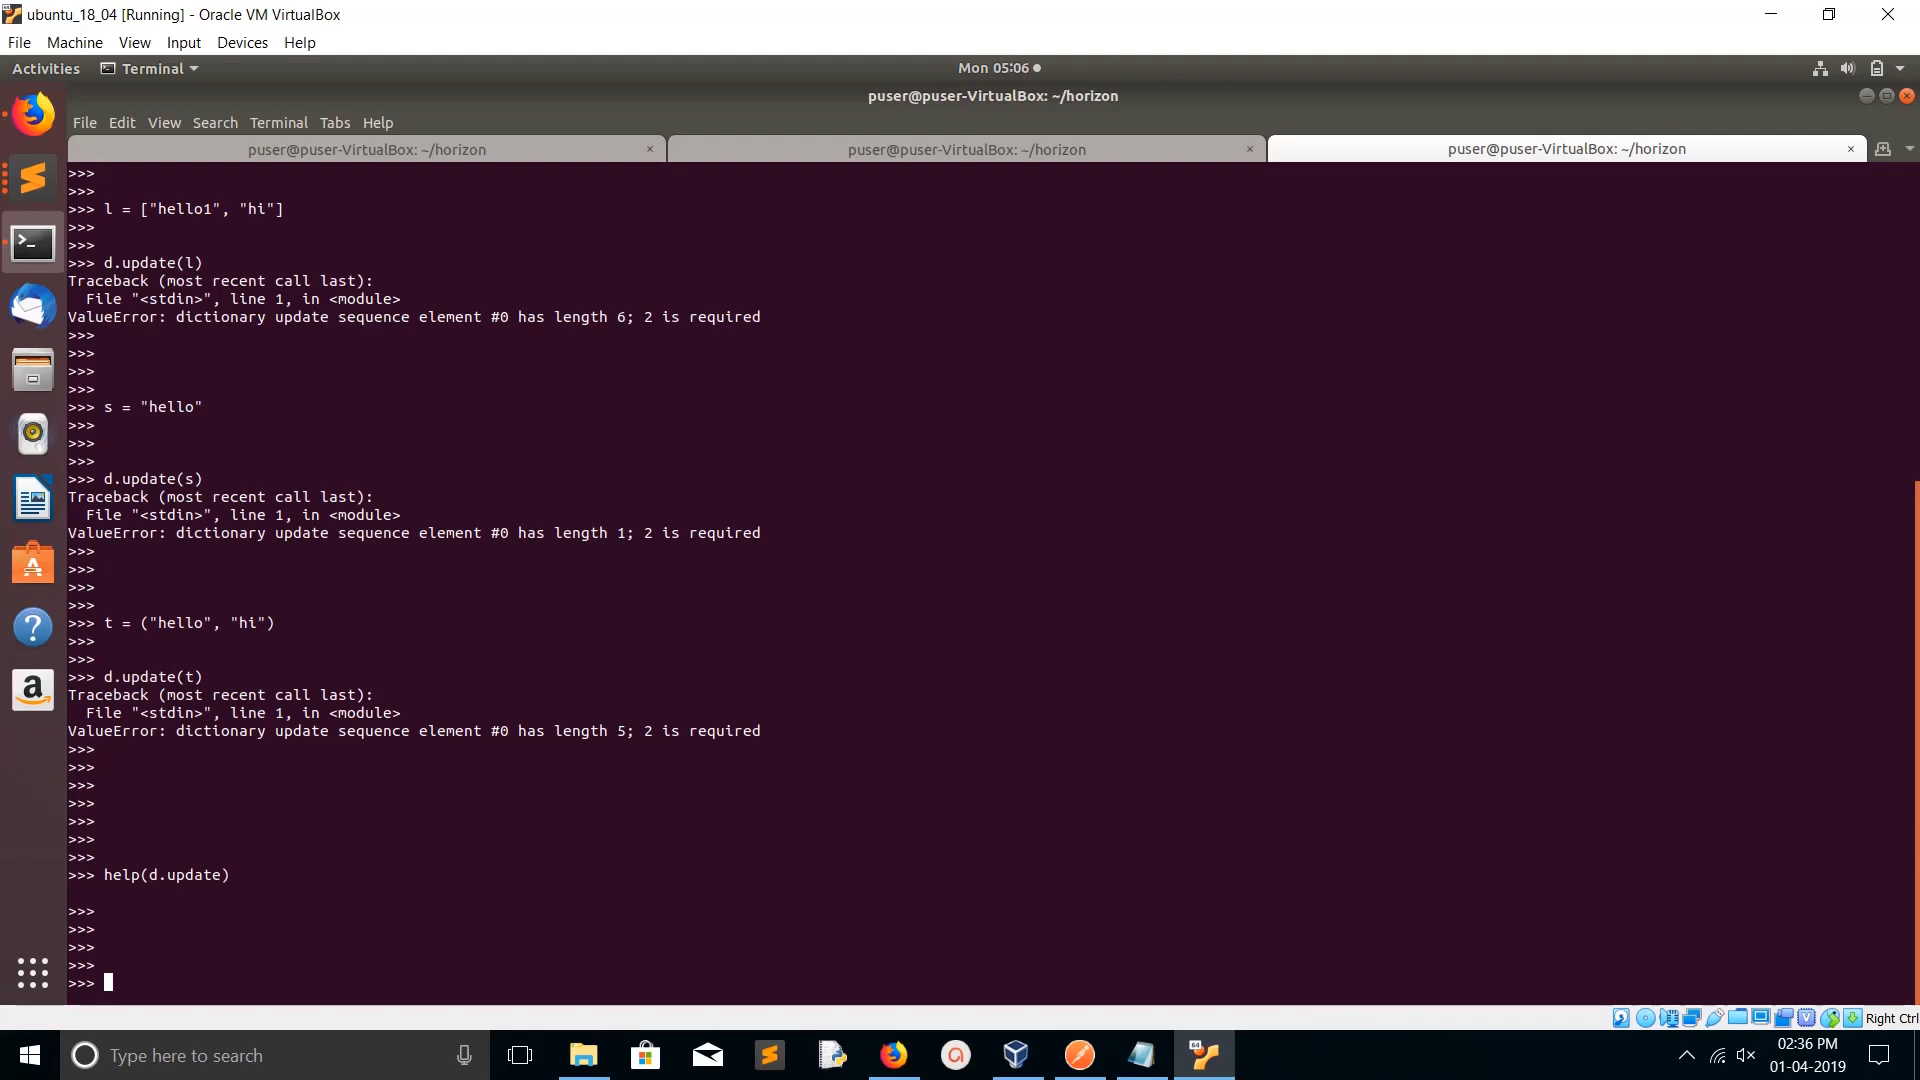 ubuntu_18_04 [Running] - Oracle VM VirtualBox
File Machine View Input Devices Help
Activities Terminal Mon 05:06
puser@puser-VirtualBox: ~/horizon
File Edit View Search Terminal Tabs Help
puser@puser-VirtualBox: ~/horizon × puser@puser-VirtualBox: ~/horizon × puser@puser-VirtualBox: ~/horizon ×
>>>
>>>
>>> l = ["hello1", "hi"]
>>>
>>>
>>> d.update(l)
Traceback (most recent call last):
  File "<stdin>", line 1, in <module>
ValueError: dictionary update sequence element #0 has length 6; 2 is required
>>>
>>>
>>>
>>>
>>> s = "hello"
>>>
>>>
>>>
>>> d.update(s)
Traceback (most recent call last):
  File "<stdin>", line 1, in <module>
ValueError: dictionary update sequence element #0 has length 1; 2 is required
>>>
>>>
>>>
>>>
>>> t = ("hello", "hi")
>>>
>>>
>>> d.update(t)
Traceback (most recent call last):
  File "<stdin>", line 1, in <module>
ValueError: dictionary update sequence element #0 has length 5; 2 is required
>>>
>>>
>>>
>>>
>>>
>>>
>>>
>>> help(d.update)
>>>
>>>
>>>
>>>
>>>
Right Ctrl
Type here to search
02:36 PM
01-04-2019